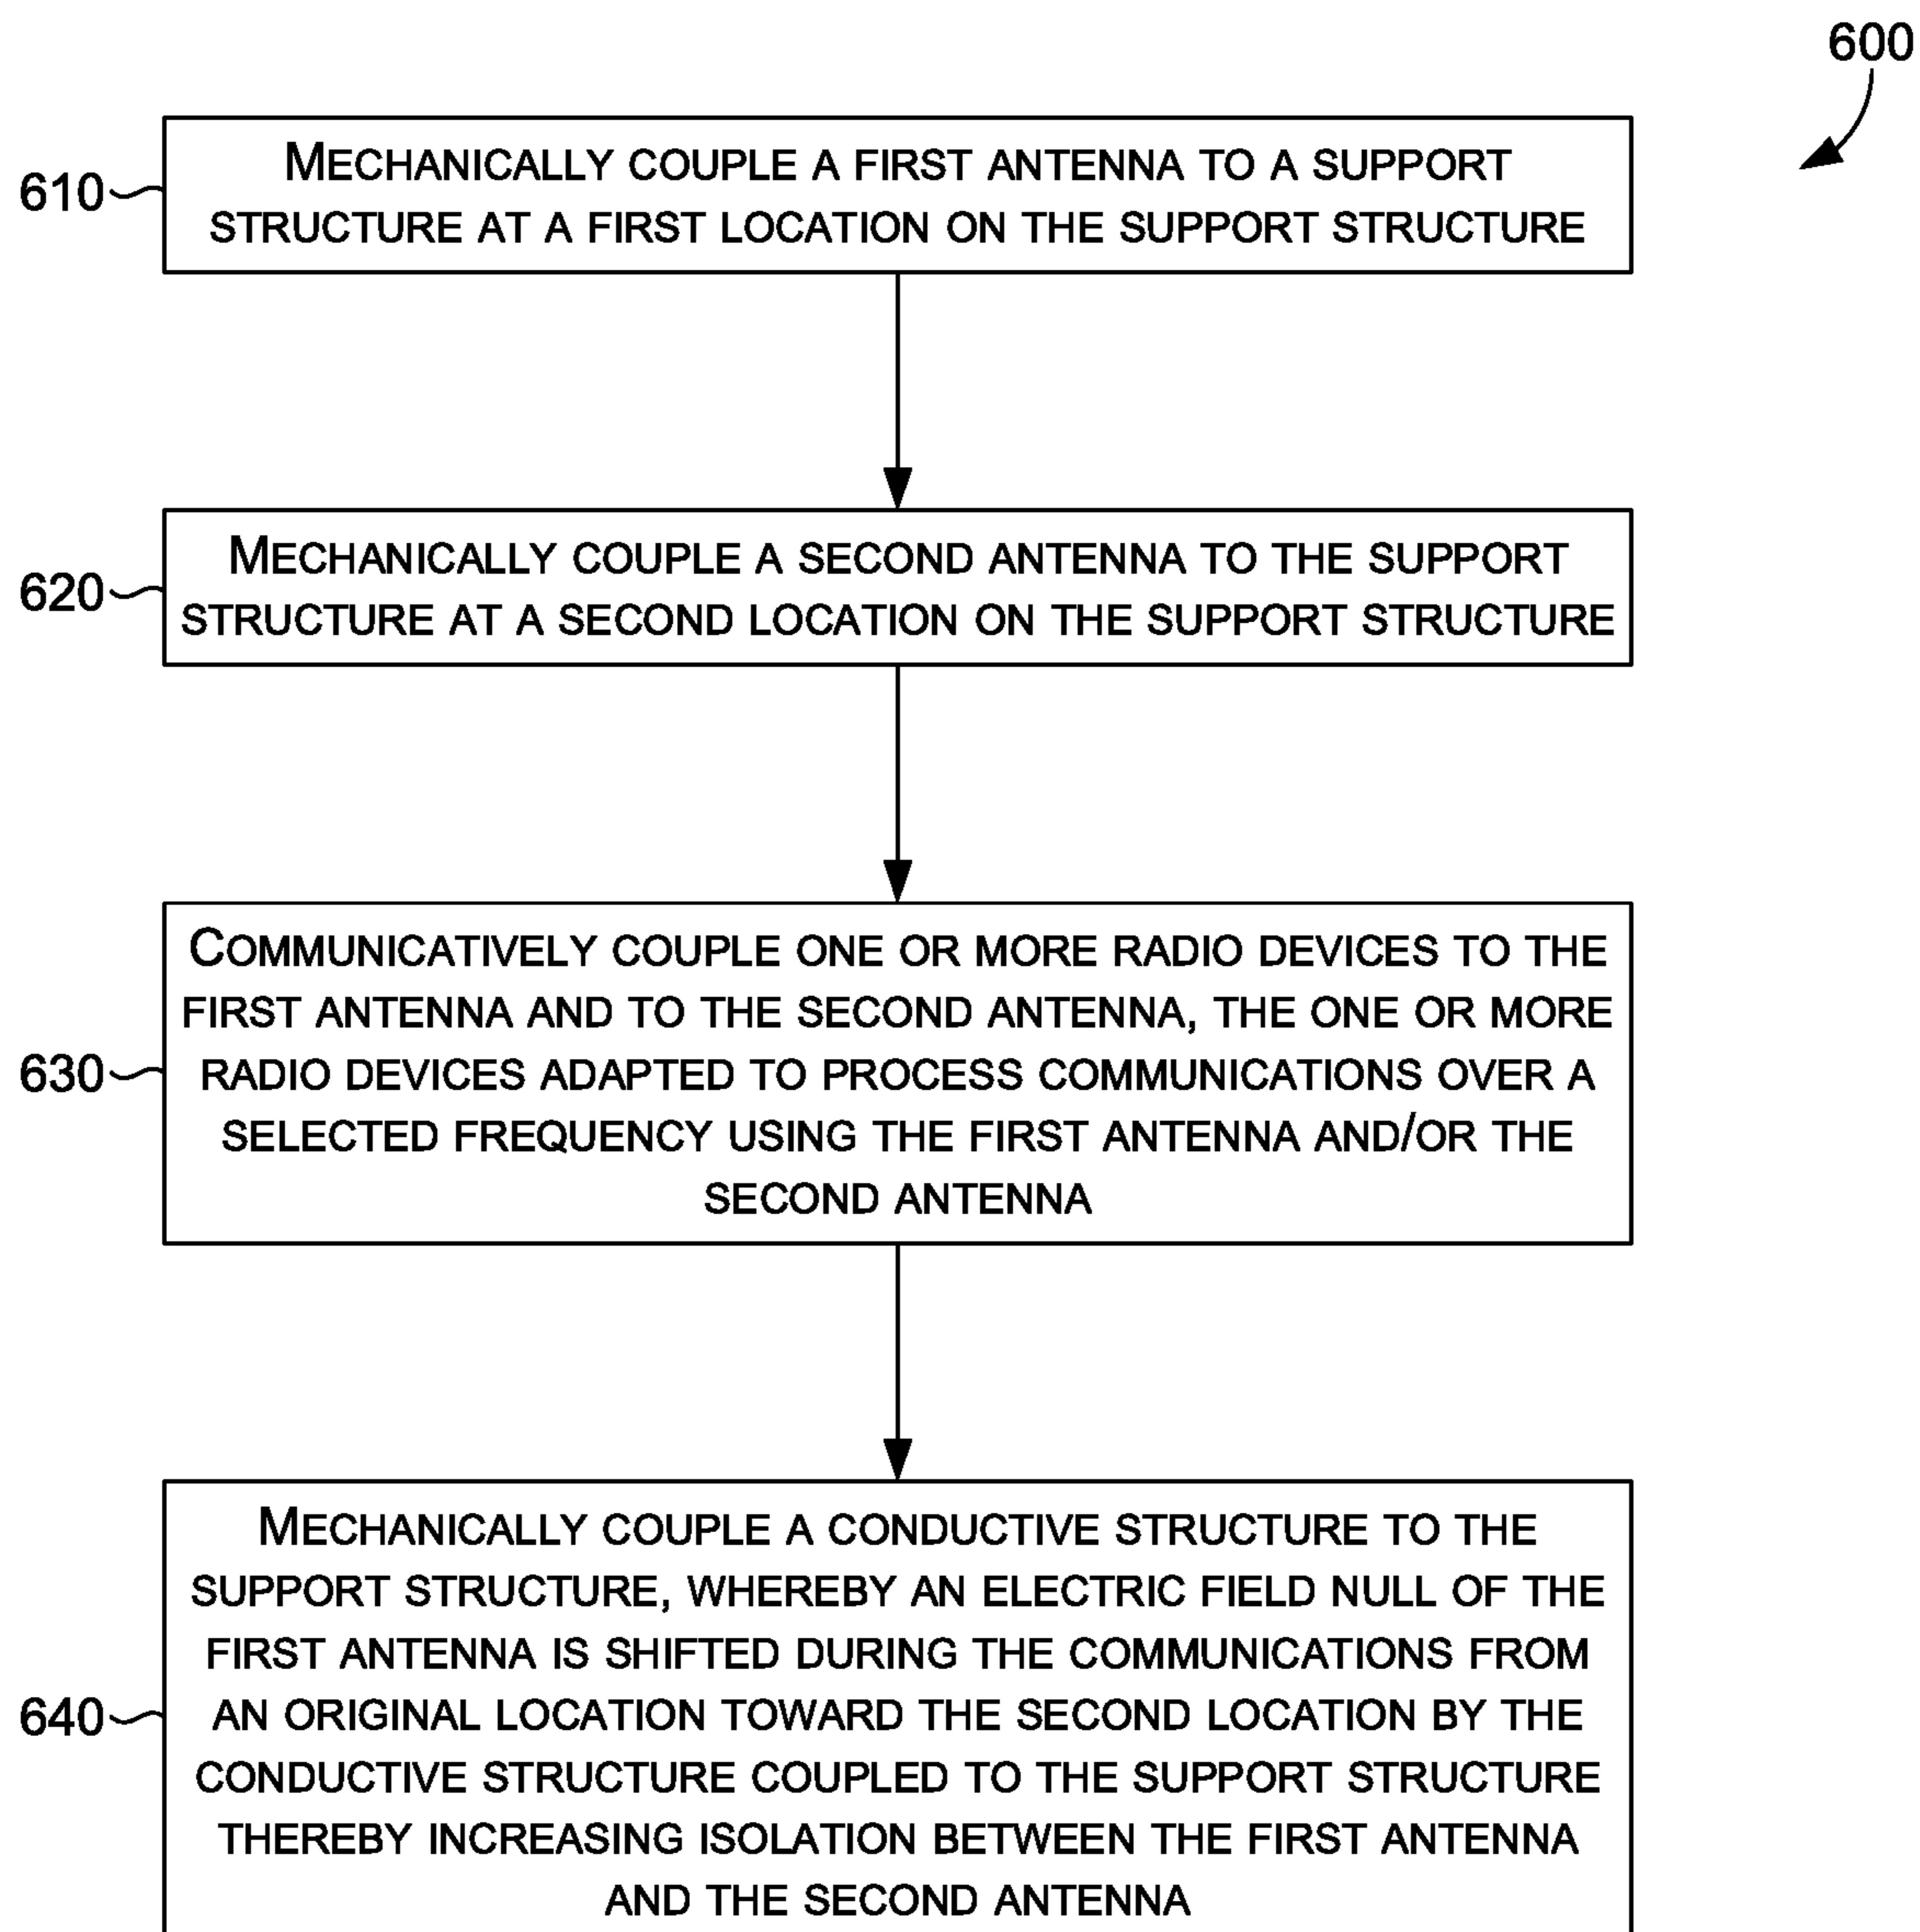 600
610
MECHANICALLY COUPLE A FIRST ANTENNA TO A SUPPORT
STRUCTURE AT A FIRST LOCATION ON THE SUPPORT STRUCTURE
620
MECHANICALLY COUPLE A SECOND ANTENNA TO THE SUPPORT
STRUCTURE AT A SECOND LOCATION ON THE SUPPORT STRUCTURE
630
COMMUNICATIVELY COUPLE ONE OR MORE RADIO DEVICES TO THE
FIRST ANTENNA AND TO THE SECOND ANTENNA, THE ONE OR MORE
RADIO DEVICES ADAPTED TO PROCESS COMMUNICATIONS OVER A
SELECTED FREQUENCY USING THE FIRST ANTENNA AND/OR THE
SECOND ANTENNA
640
MECHANICALLY COUPLE A CONDUCTIVE STRUCTURE TO THE
SUPPORT STRUCTURE, WHEREBY AN ELECTRIC FIELD NULL OF THE
FIRST ANTENNA IS SHIFTED DURING THE COMMUNICATIONS FROM
AN ORIGINAL LOCATION TOWARD THE SECOND LOCATION BY THE
CONDUCTIVE STRUCTURE COUPLED TO THE SUPPORT STRUCTURE
THEREBY INCREASING ISOLATION BETWEEN THE FIRST ANTENNA
AND THE SECOND ANTENNA